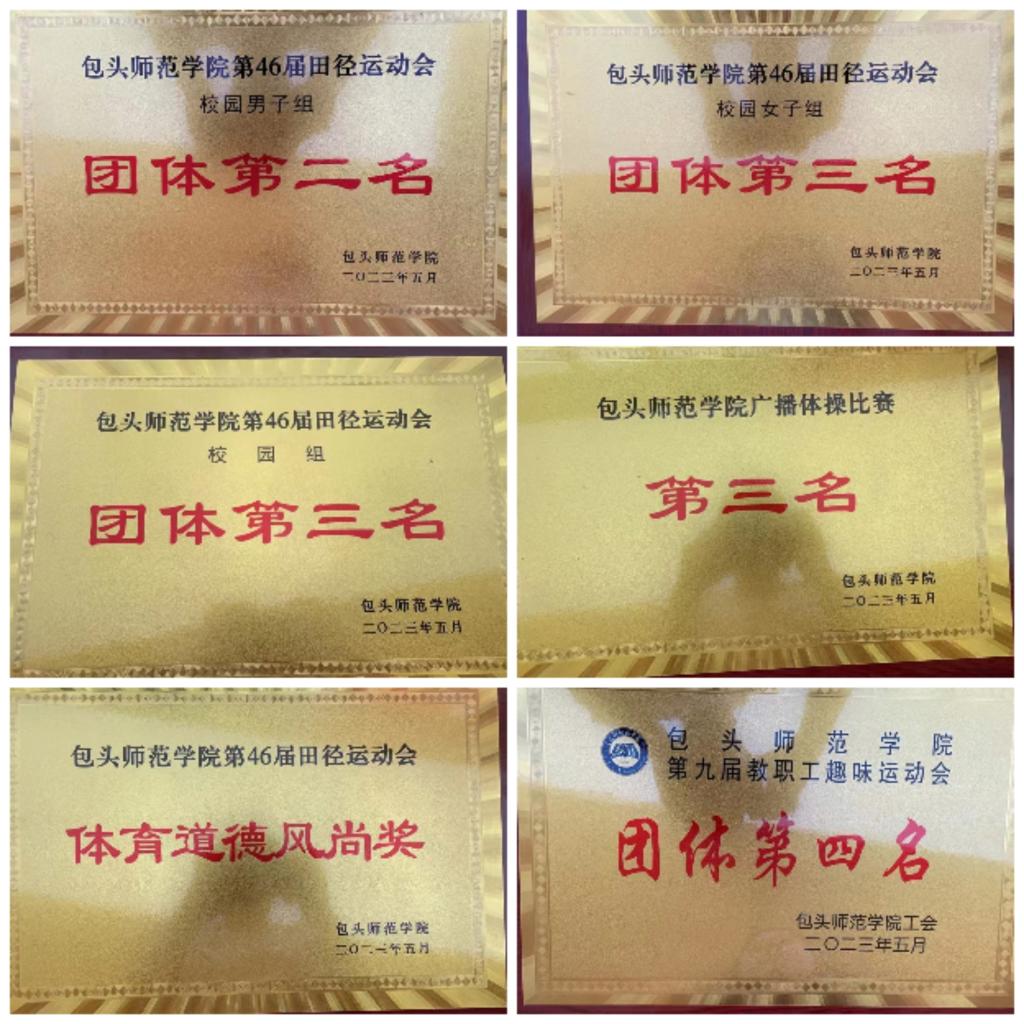 包头师范学院第46届田径运动会
校园男子组
团体第二名
包头师范学院
二〇二三年五月
包头师范学院第46届田径运动会
校园女子组
团体第三名
包头师范学院
二〇二三年五月
包头师范学院第46届田径运动会
校园组
团体第三名
包头师范学院
二〇二三年五月
包头师范学院广播体操比赛
第三名
包头师范学院
二〇二三年五月
包头师范学院第46届田径运动会
体育道德风尚奖
包头师范学院
二〇二三年五月
包头师范学院
第九届教职工趣味运动会
团体第四名
包头师范学院工会
二〇二三年五月